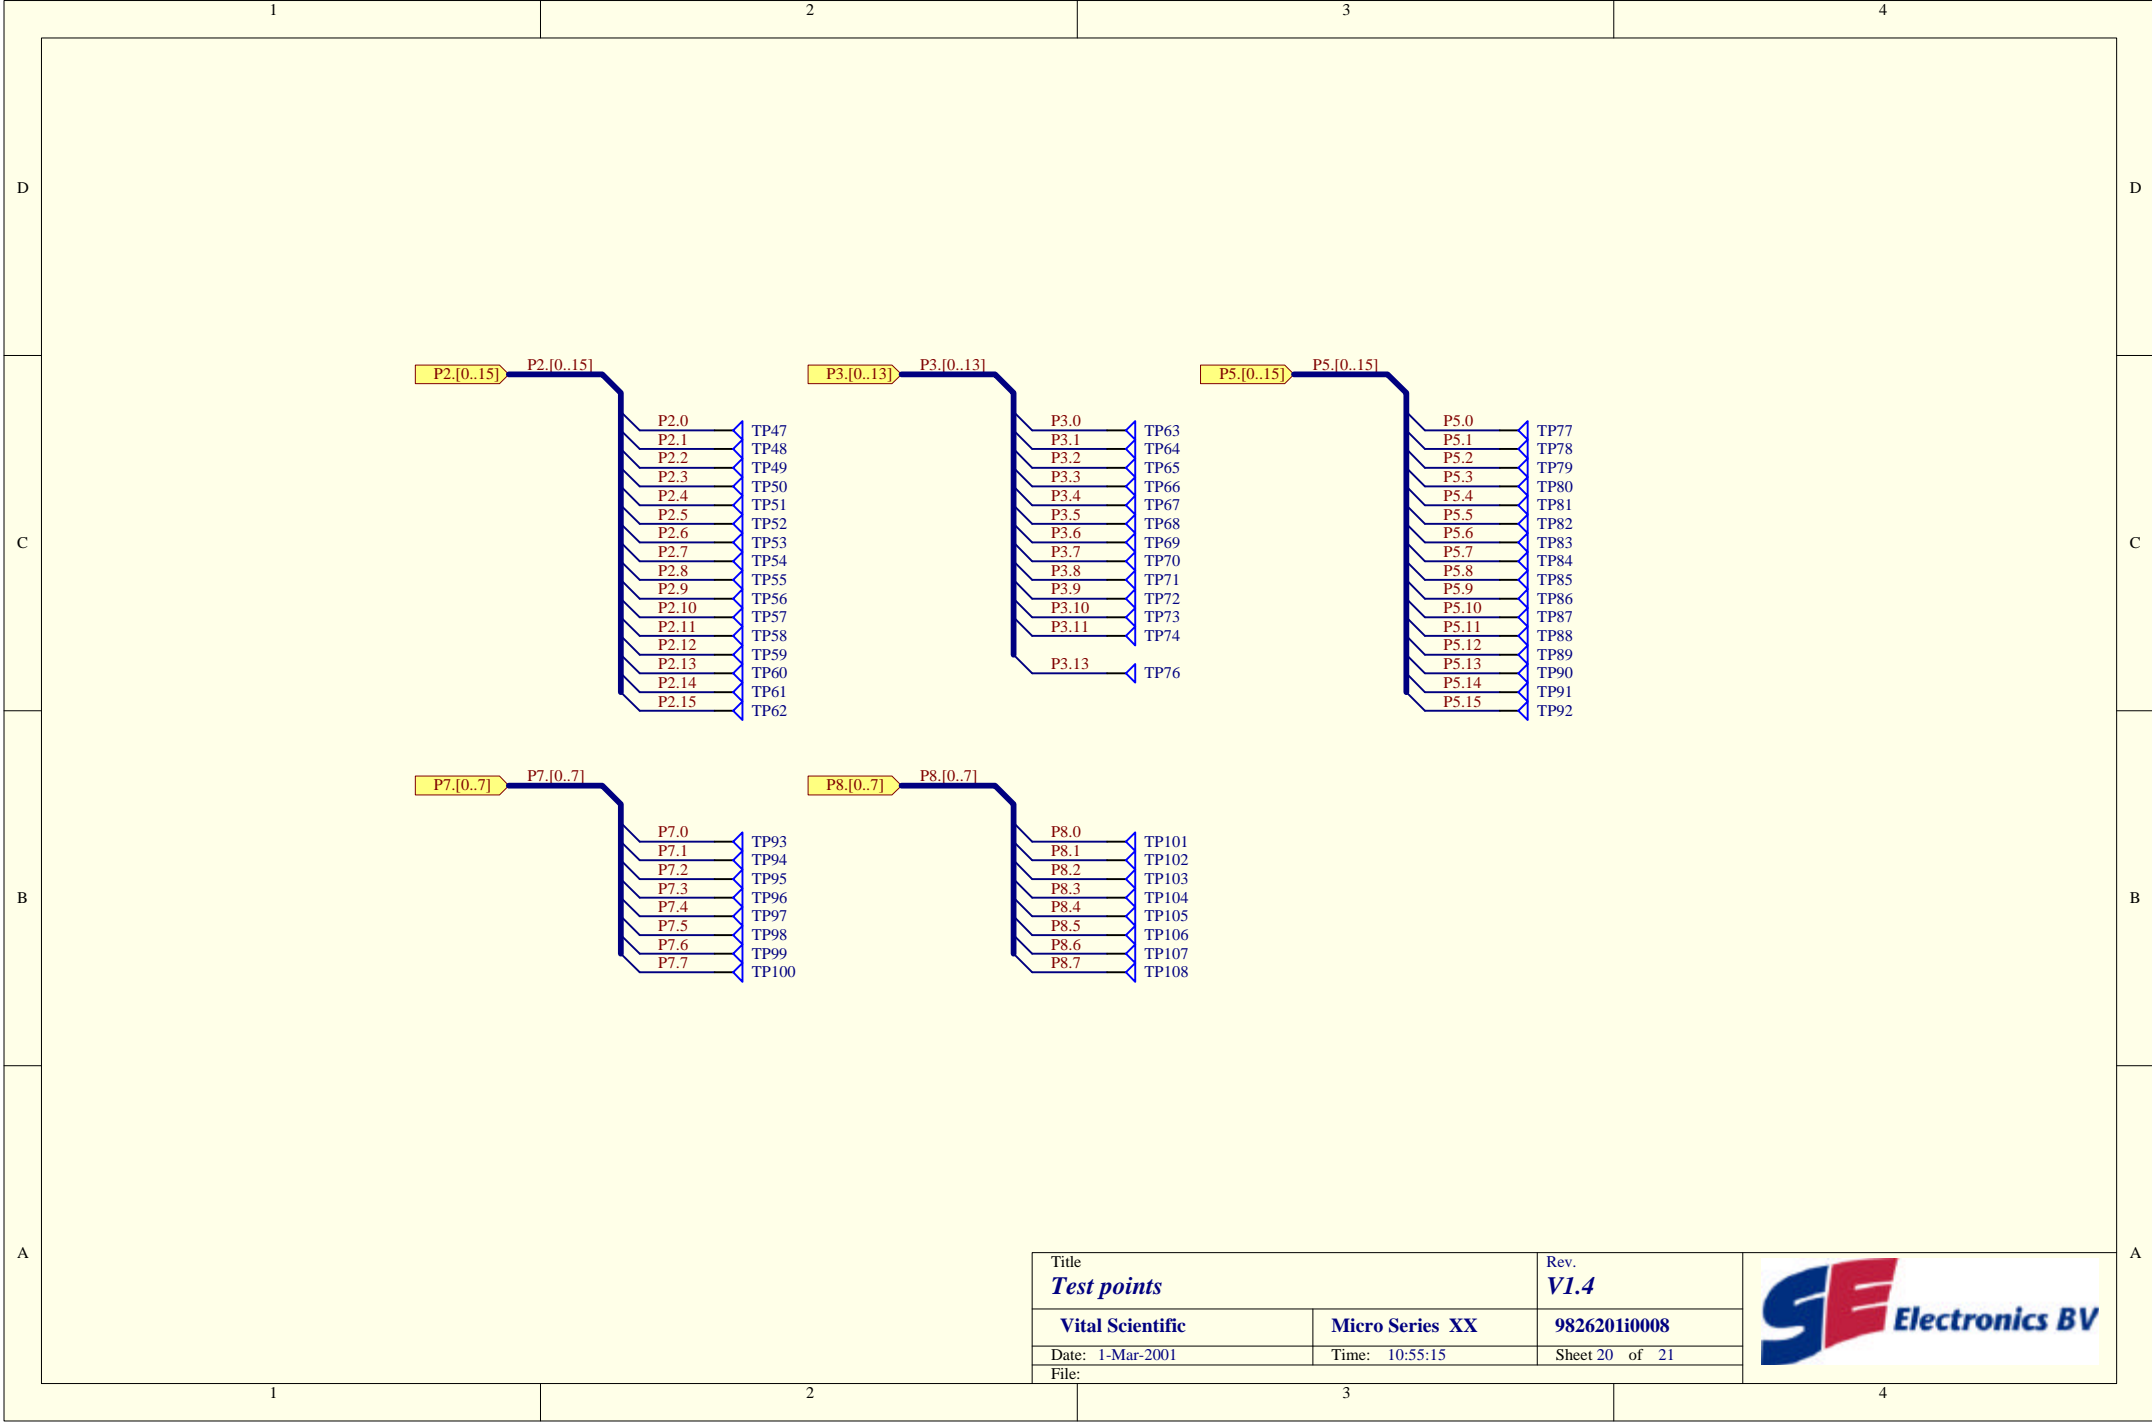 1 2 3 4
D D
P2.[0..15] P2.[0..15] P3.[0..13] P3.[0..13] P5.[0..15] P5.[0..15]
P2.0 TP47 P3.0 TP63 P5.0 TP77
P2.1 TP48 P3.1 TP64 P5.1 TP78
P2.2 TP49 P3.2 TP65 P5.2 TP79
P2.3 TP50 P3.3 TP66 P5.3 TP80
P2.4 TP51 P3.4 TP67 P5.4 TP81
P2.5 TP52 P3.5 TP68 P5.5 TP82
C P2.6 TP53 P3.6 TP69 P5.6 TP83 C
P2.7 TP54 P3.7 TP70 P5.7 TP84
P2.8 TP55 P3.8 TP71 P5.8 TP85
P2.9 TP56 P3.9 TP72 P5.9 TP86
P2.10 TP57 P3.10 TP73 P5.10 TP87
P2.11 TP58 P3.11 TP74 P5.11 TP88
P2.12 TP59 P5.12 TP89
P2.13 TP60 P3.13 TP76 P5.13 TP90
P2.14 TP61 P5.14 TP91
P2.15 TP62 P5.15 TP92
P7.[0..7] P7.[0..7] P8.[0..7] P8.[0..7]
P7.0 TP93 P8.0 TP101
P7.1 TP94 P8.1 TP102
P7.2 TP95 P8.2 TP103
B P7.3 TP96 P8.3 TP104 B
P7.4 TP97 P8.4 TP105
P7.5 TP98 P8.5 TP106
P7.6 TP99 P8.6 TP107
P7.7 TP100 P8.7 TP108
A A
Title Rev.
Test points V1.4
Vital Scientific Micro Series XX 9826201i0008
SE Electronics BV
Date: 1-Mar-2001 Time: 10:55:15 Sheet 20 of 21
File:
1 2 3 4